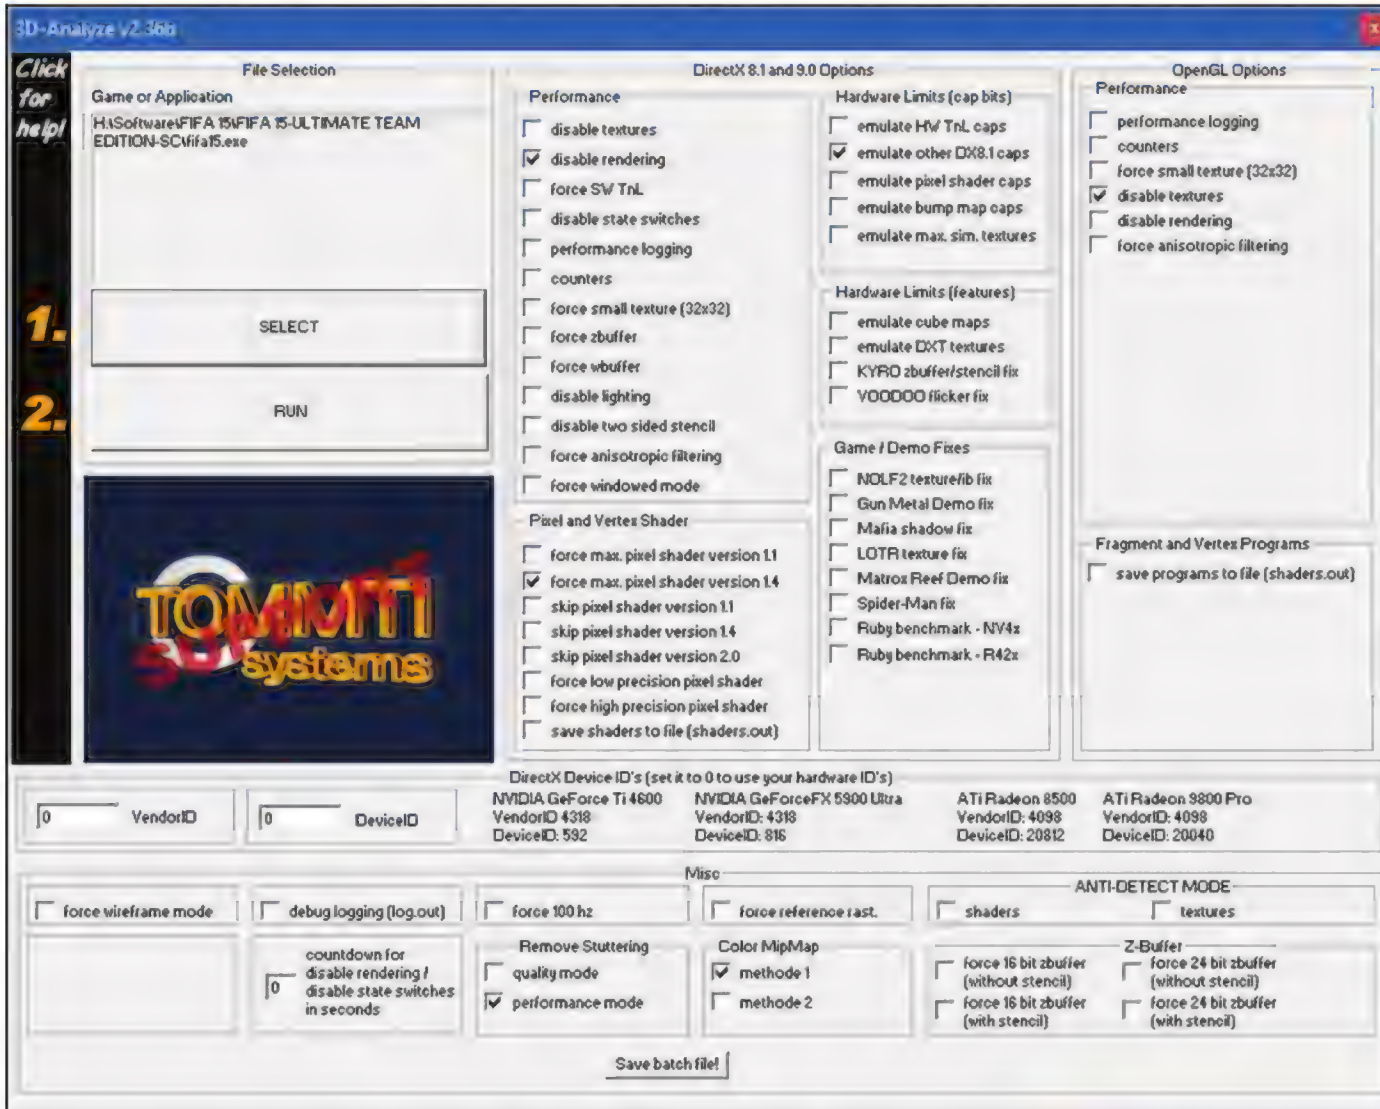 3D-Analyze v2.36b
Click
for
help!
File Selection
Game or Application
H:\Software\FIFA 15\FIFA 15-ULTIMATE TEAM
EDITION-SC\fifa15.exe
1.
SELECT
2.
RUN
TOMMTI
systems
DirectX 8.1 and 9.0 Options
Performance
disable textures
disable rendering
force SW TnL
disable state switches
performance logging
counters
force small texture (32x32)
force zbuffer
force wbuffer
disable lighting
disable two sided stencil
force anisotropic filtering
force windowed mode
Pixel and Vertex Shader
force max. pixel shader version 1.1
force max. pixel shader version 1.4
skip pixel shader version 1.1
skip pixel shader version 1.4
skip pixel shader version 2.0
force low precision pixel shader
force high precision pixel shader
save shaders to file (shaders.out)
Hardware Limits (cap bits)
emulate HW TnL caps
emulate other DX8.1 caps
emulate pixel shader caps
emulate bump map caps
emulate max. sim. textures
Hardware Limits (features)
emulate cube maps
emulate DXT textures
KYRO zbuffer/stencil fix
VOODOO flicker fix
Game / Demo Fixes
NOLF2 texture/ib fix
Gun Metal Demo fix
Mafia shadow fix
LOTR texture fix
Matrox Reef Demo fix
Spider-Man fix
Ruby benchmark - NV4x
Ruby benchmark - R42x
OpenGL Options
Performance
performance logging
counters
force small texture (32x32)
disable textures
disable rendering
force anisotropic filtering
Fragment and Vertex Programs
save programs to file (shaders.out)
DirectX Device ID's (set it to 0 to use your hardware ID's)
0 VendorID
0 DeviceID
NVIDIA GeForce Ti 4600
VendorID 4318
DeviceID: 592
NVIDIA GeForceFX 5900 Ultra
VendorID: 4318
DeviceID: 816
ATi Radeon 8500
VendorID: 4098
DeviceID: 20812
ATi Radeon 9800 Pro
VendorID: 4098
DeviceID: 20040
Misc
force wireframe mode
debug logging (log.out)
force 100 hz
force reference rast.
ANTI-DETECT MODE
shaders
textures
countdown for
disable rendering /
0 disable state switches
in seconds
Remove Stuttering
quality mode
performance mode
Color MipMap
methode 1
methode 2
Z-Buffer
force 16 bit zbuffer
(without stencil)
force 24 bit zbuffer
(without stencil)
force 16 bit zbuffer
(with stencil)
force 24 bit zbuffer
(with stencil)
Save batch file!